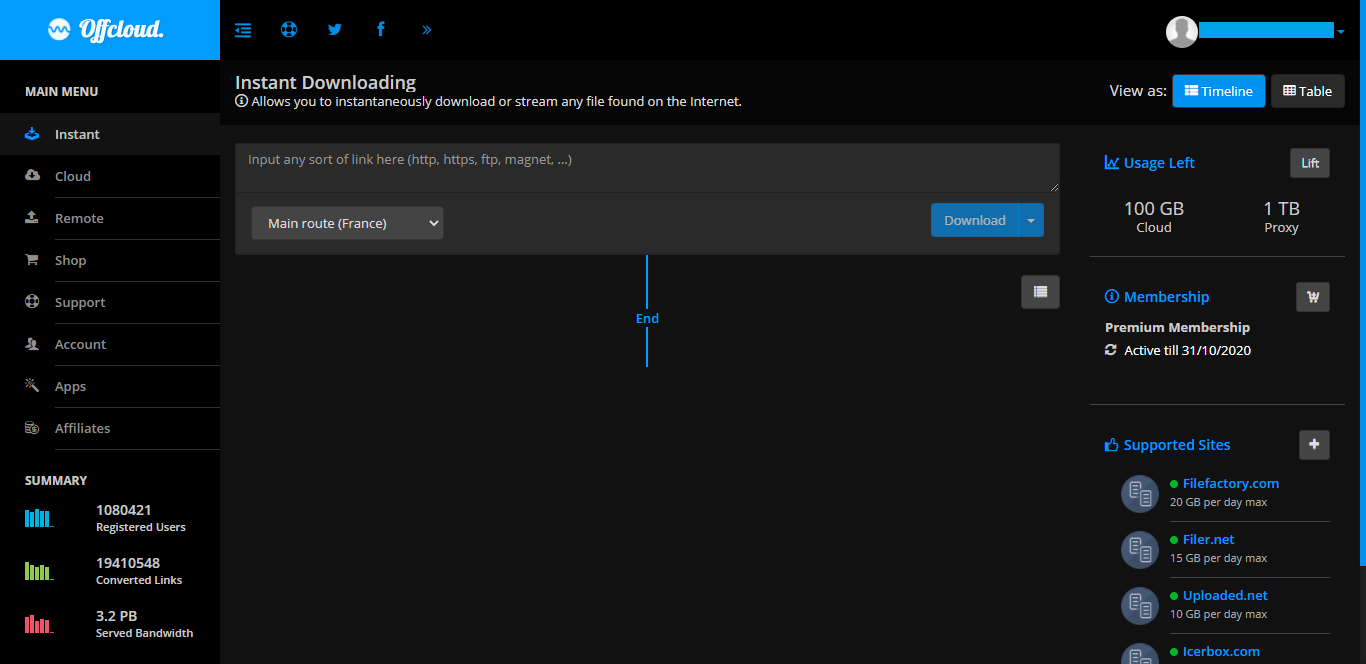 Offcloud.
MAIN MENU
Instant
Cloud
Remote
Shop
Support
Account
Apps
Affiliates
SUMMARY
1080421
Registered Users
19410548
Converted Links
3.2 PB
Served Bandwidth
Instant Downloading
Allows you to instantaneously download or stream any file found on the Internet.
View as: Timeline Table
Input any sort of link here (http, https, ftp, magnet, ...)
Main route (France)
Download
End
Usage Left
Lift
100 GB
Cloud
1 TB
Proxy
Membership
Premium Membership
Active till 31/10/2020
Supported Sites
Filefactory.com
20 GB per day max
Filer.net
15 GB per day max
Uploaded.net
10 GB per day max
Icerbox.com